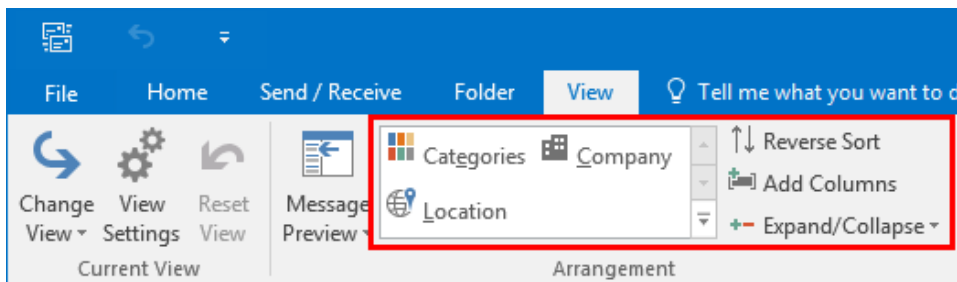 File Home Send / Receive Folder View Tell me what you want to
Categories Company Reverse Sort
Add Columns
Change View Reset Message Location
View Settings View Preview Expand/Collapse
Current View Arrangement